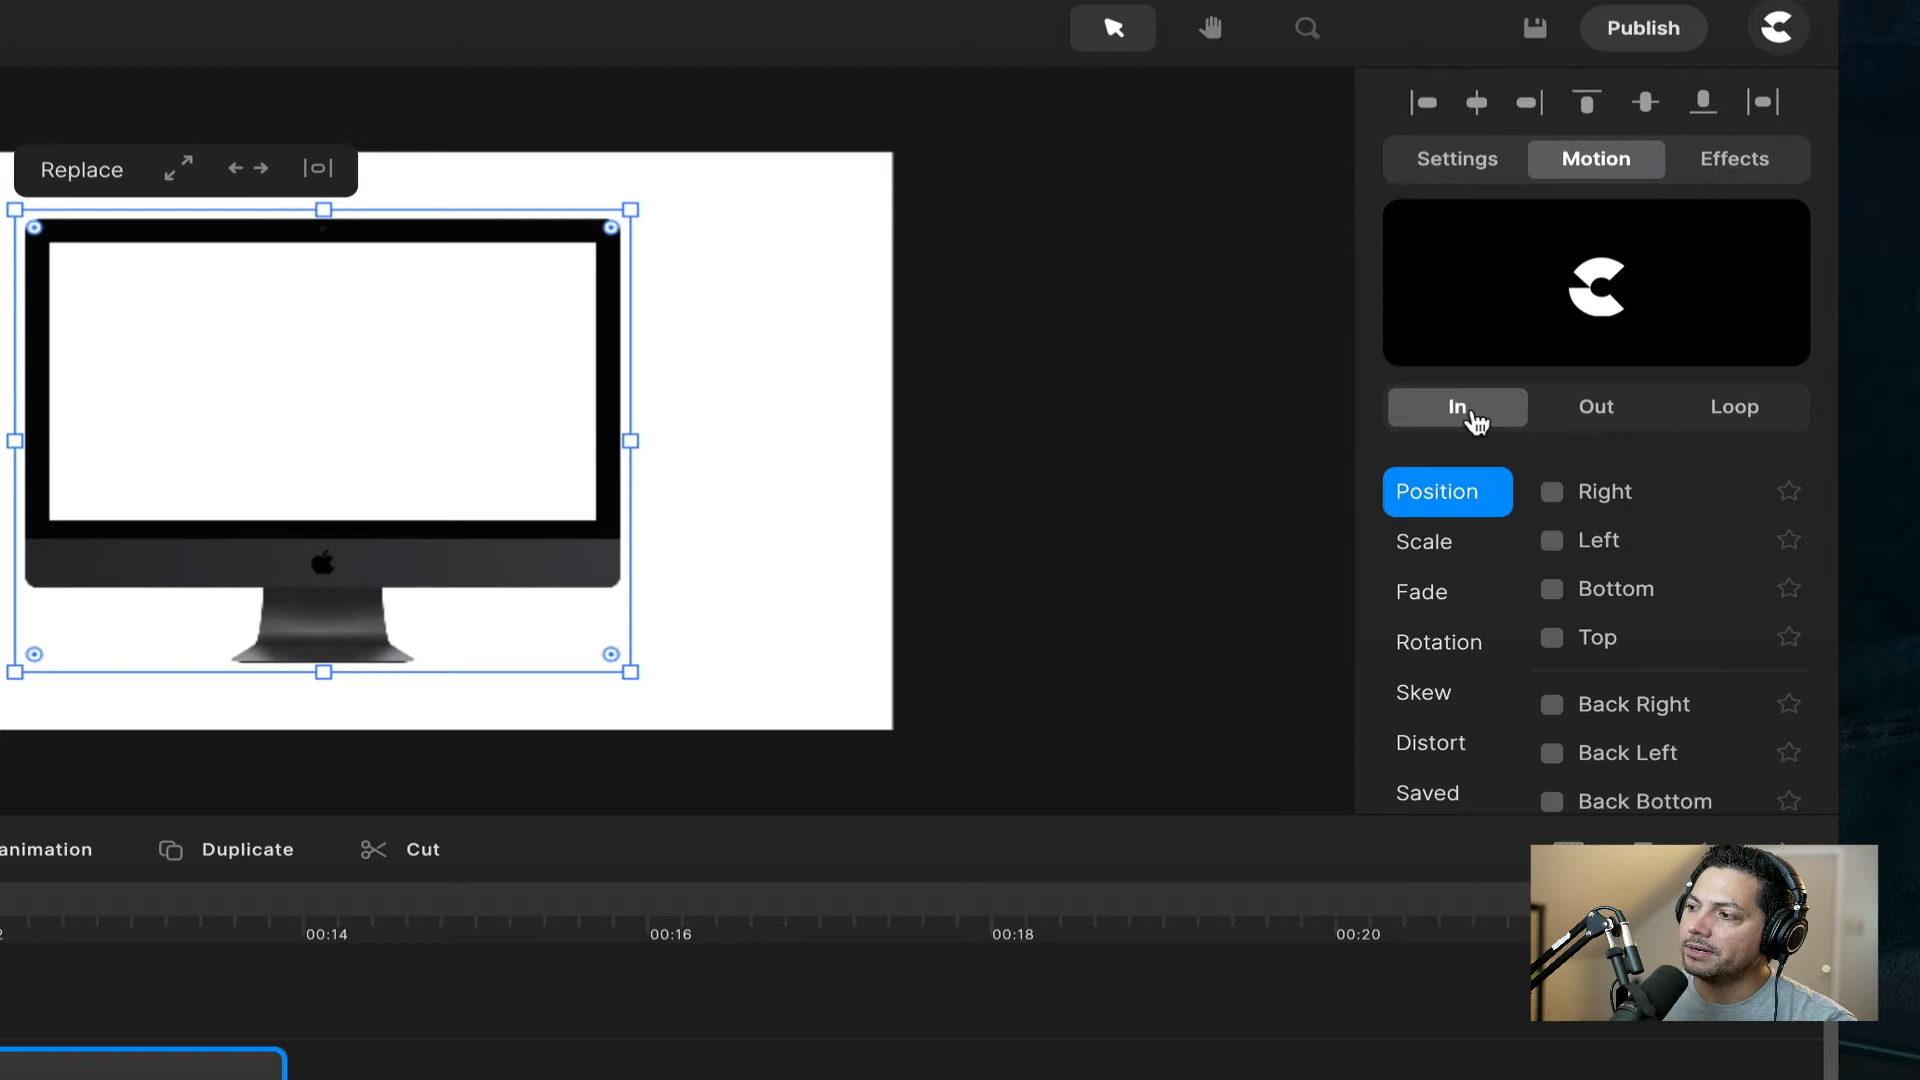 Publish
Replace
Settings Motion Effects
In Out Loop
Position
Scale
Fade
Rotation
Skew
Distort
Saved
Right
Left
Bottom
Top
Back Right
Back Left
Back Bottom
animation Duplicate Cut
00:14 00:16 00:18 00:20